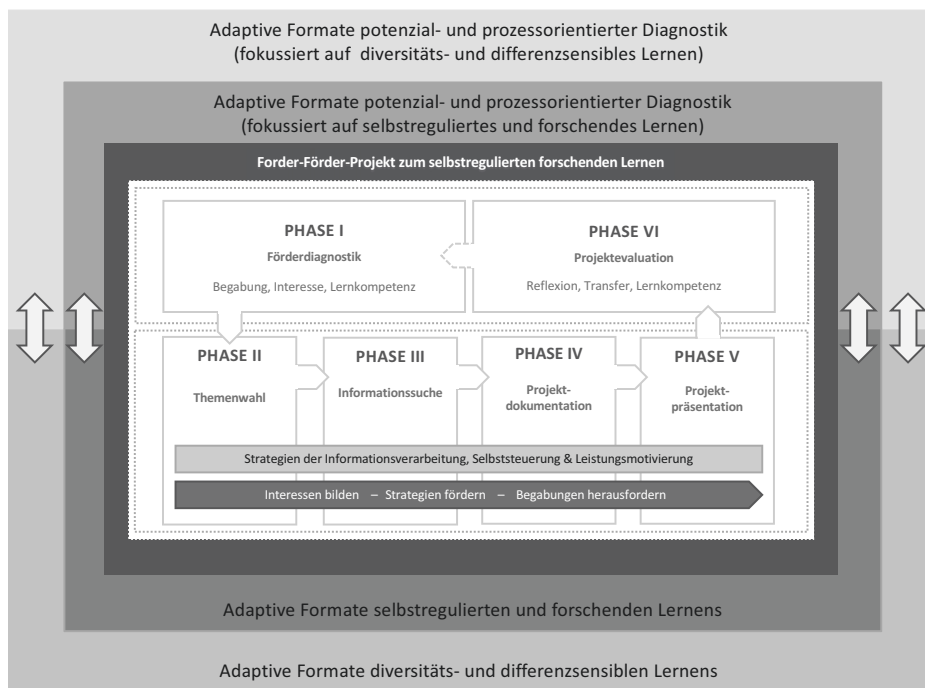 Adaptive Formate potenzial- und prozessorientierter Diagnostik
(fokussiert auf diversitäts- und differenzsensibles Lernen)
Adaptive Formate potenzial- und prozessorientierter Diagnostik
(fokussiert auf selbstreguliertes und forschendes Lernen)
Forder-Förder-Projekt zum selbstregulierten forschenden Lernen
PHASE I
Förderdiagnostik
Begabung, Interesse, Lernkompetenz
PHASE VI
Projektevaluation
Reflexion, Transfer, Lernkompetenz
PHASE II
Themenwahl
PHASE III
Informationssuche
PHASE IV
Projekt-
dokumentation
PHASE V
Projekt-
präsentation
Strategien der Informationsverarbeitung, Selbststeuerung & Leistungsmotivierung
Interessen bilden – Strategien fördern – Begabungen herausfordern
Adaptive Formate selbstregulierten und forschenden Lernens
Adaptive Formate diversitäts- und differenzsensiblen Lernens